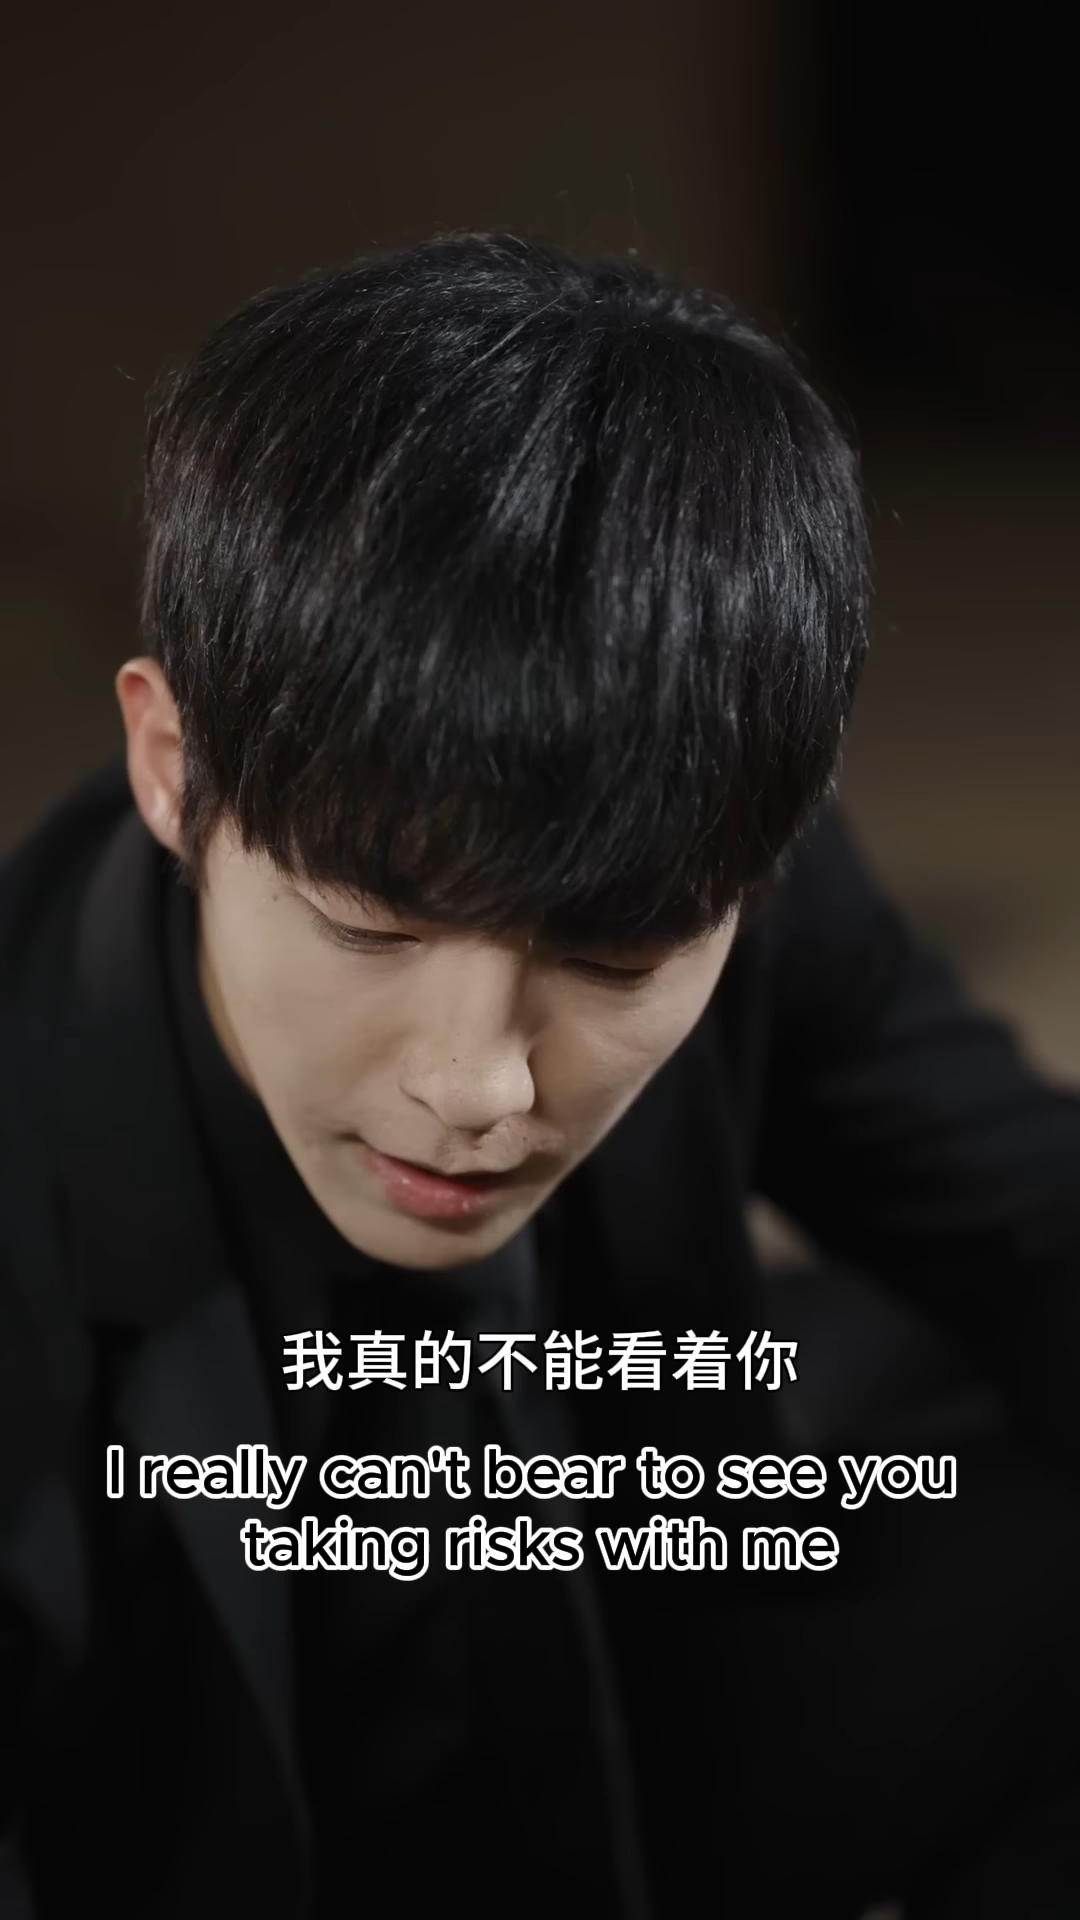 我真的不能看着你
I really can't bear to see you
taking risks with me